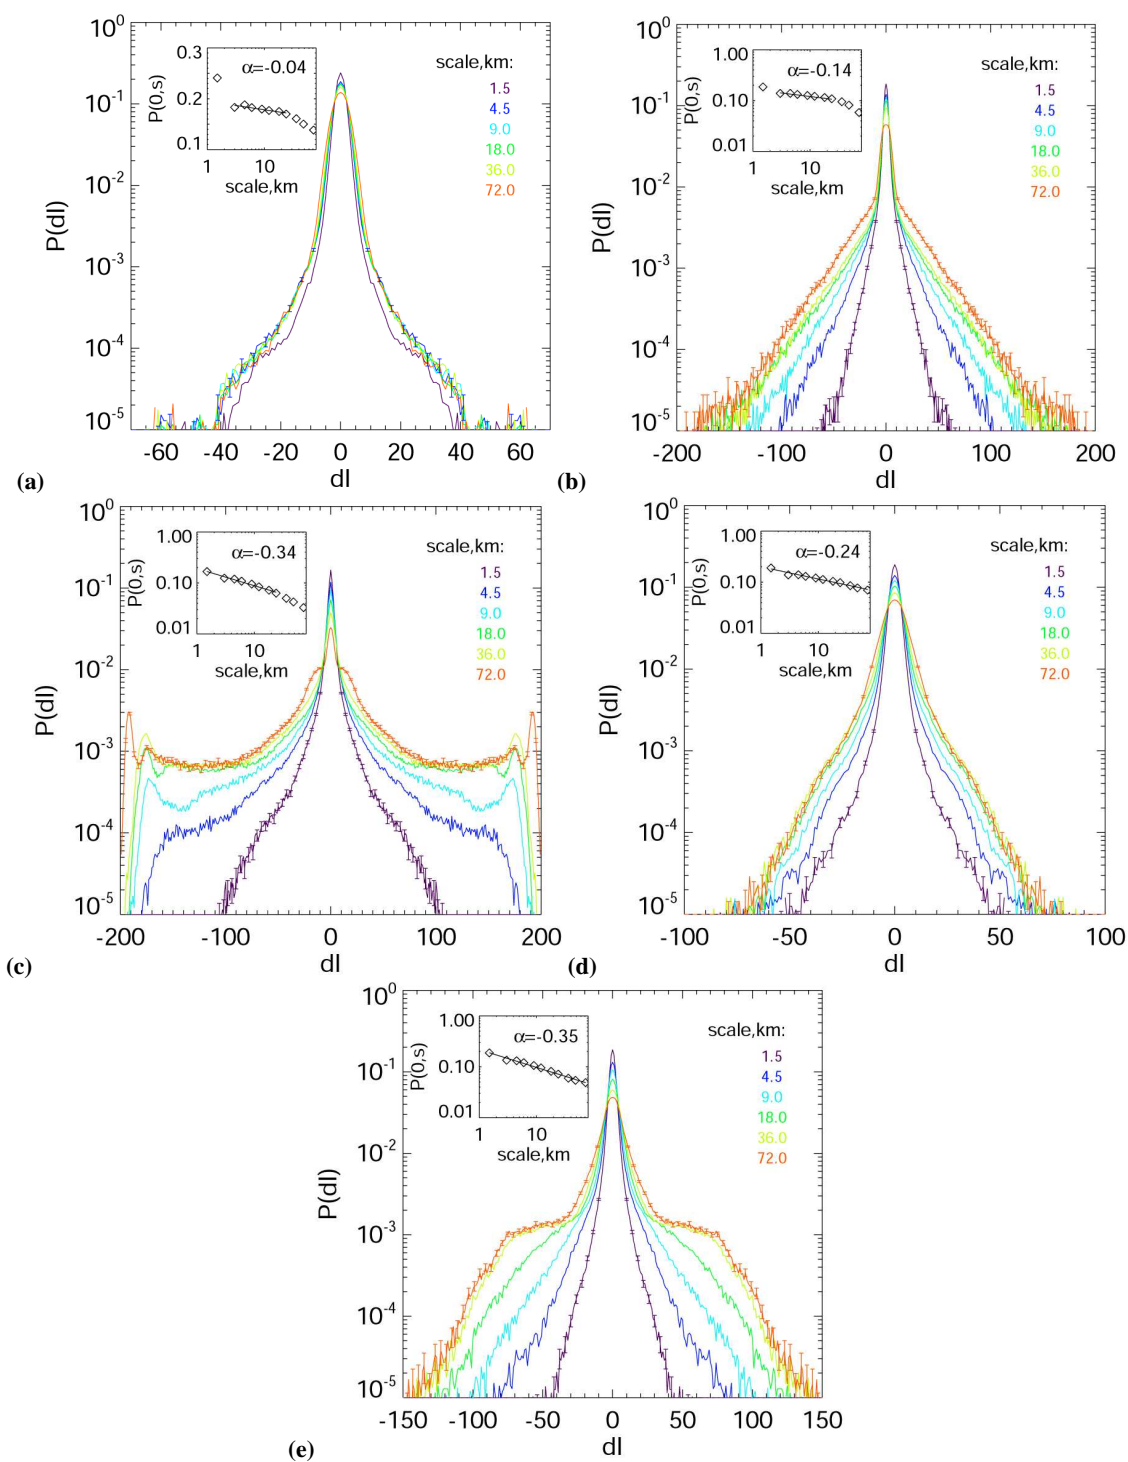 10^0
10^-1
10^-2
10^-3
10^-4
10^-5
P(dI)
0.3
0.2
0.1
P(0,s)
α=-0.04
1
10
scale,km
scale,km:
1.5
4.5
9.0
18.0
36.0
72.0
-60 -40 -20 0 20 40 60
dI
(a)
10^0
10^-1
10^-2
10^-3
10^-4
10^-5
P(dI)
1.00
0.10
0.01
P(0,s)
α=-0.14
1
10
scale,km
scale,km:
1.5
4.5
9.0
18.0
36.0
72.0
-200 -100 0 100 200
dI
(b)
10^0
10^-1
10^-2
10^-3
10^-4
10^-5
P(dI)
1.00
0.10
0.01
P(0,s)
α=-0.34
1
10
scale,km
scale,km:
1.5
4.5
9.0
18.0
36.0
72.0
-200 -100 0 100 200
dI
(c)
10^0
10^-1
10^-2
10^-3
10^-4
10^-5
P(dI)
1.00
0.10
0.01
P(0,s)
α=-0.24
1
10
scale,km
scale,km:
1.5
4.5
9.0
18.0
36.0
72.0
-100 -50 0 50 100
dI
(d)
10^0
10^-1
10^-2
10^-3
10^-4
10^-5
P(dI)
1.00
0.10
0.01
P(0,s)
α=-0.35
1
10
scale,km
scale,km:
1.5
4.5
9.0
18.0
36.0
72.0
-150 -100 -50 0 50 100 150
dI
(e)